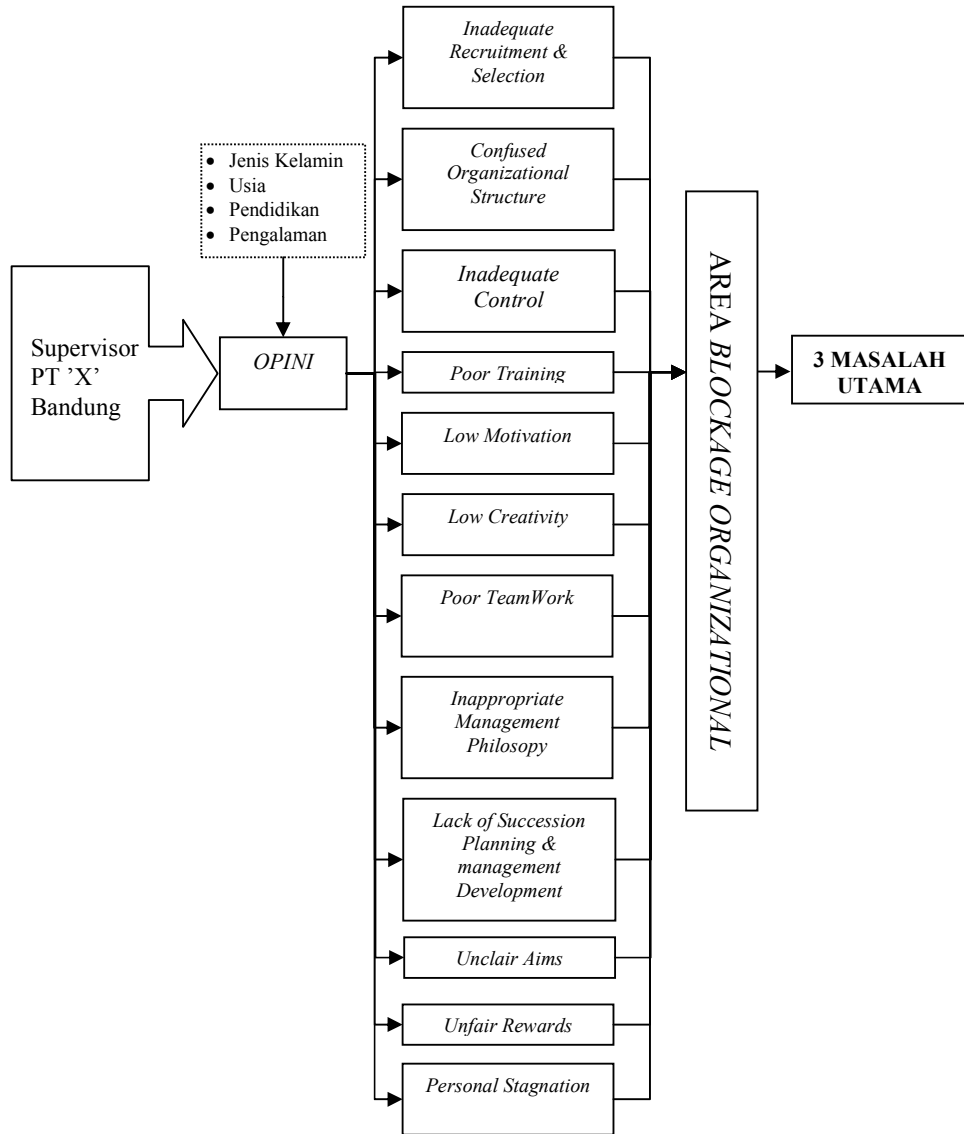 Supervisor
PT 'X'
Bandung
• Jenis Kelamin
• Usia
• Pendidikan
• Pengalaman
OPINI
Inadequate
Recruitment &
Selection
Confused
Organizational
Structure
Inadequate
Control
Poor Training
Low Motivation
Low Creativity
Poor TeamWork
Inappropriate
Management
Philosopy
Lack of Succession
Planning &
management
Development
Unclair Aims
Unfair Rewards
Personal Stagnation
AREA BLOCKAGE ORGANIZATIONAL
3 MASALAH
UTAMA